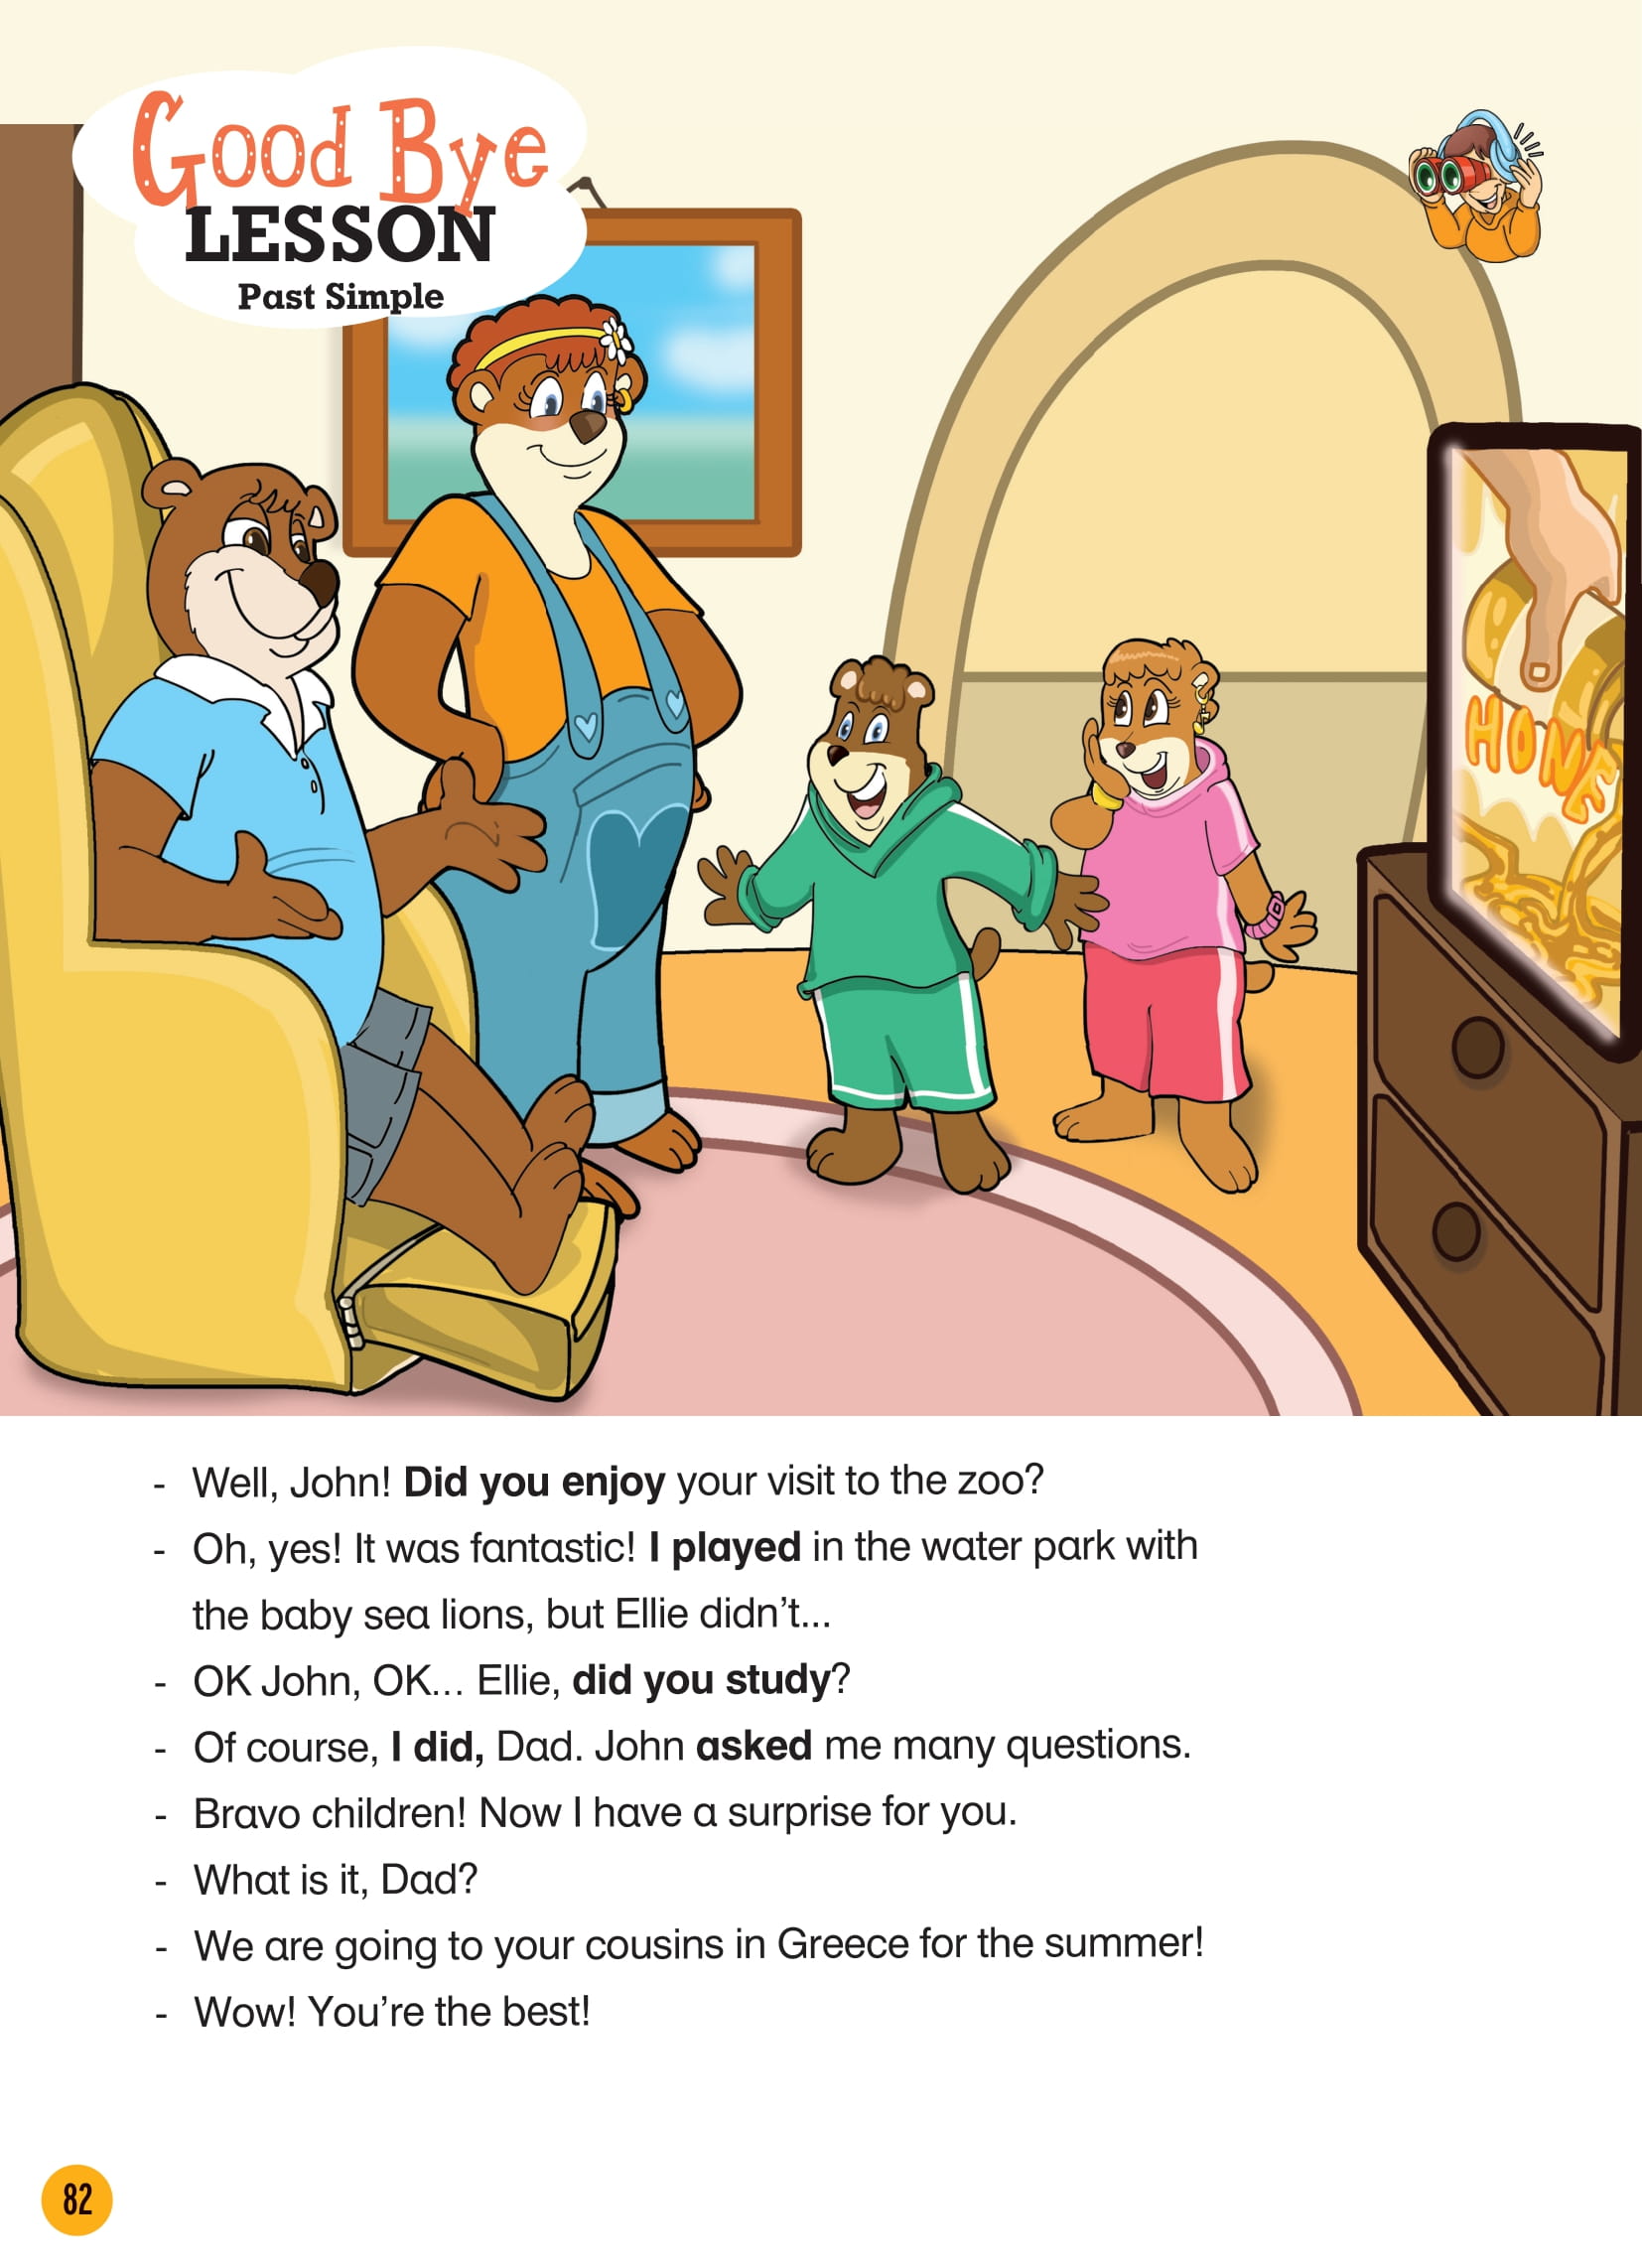 Good Bye
LESSON
Past Simple
HONE
- Well, John! Did you enjoy your visit to the zoo?
- Oh, yes! It was fantastic! I played in the water park with
the baby sea lions, but Ellie didn’t...
- OK John, OK... Ellie, did you study?
- Of course, I did, Dad. John asked me many questions.
- Bravo children! Now I have a surprise for you.
- What is it, Dad?
- We are going to your cousins in Greece for the summer!
- Wow! You’re the best!
82